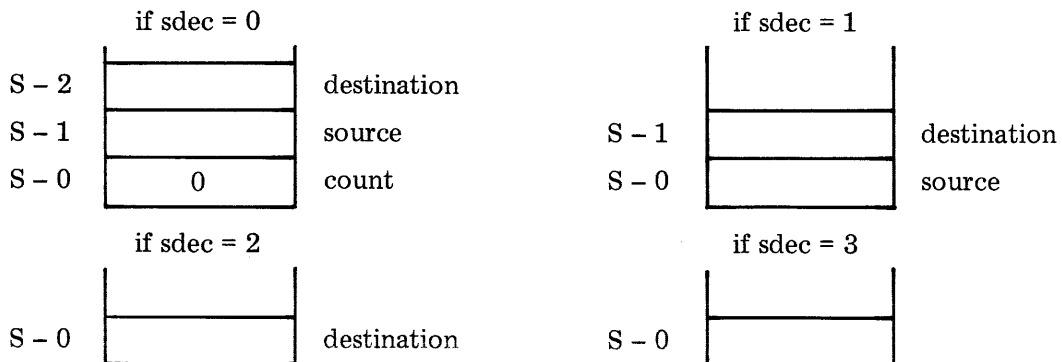 if sdec = 0
S – 2 destination
S – 1 source
S – 0 0 count
if sdec = 1
S – 1 destination
S – 0 source
if sdec = 2
S – 0 destination
if sdec = 3
S – 0